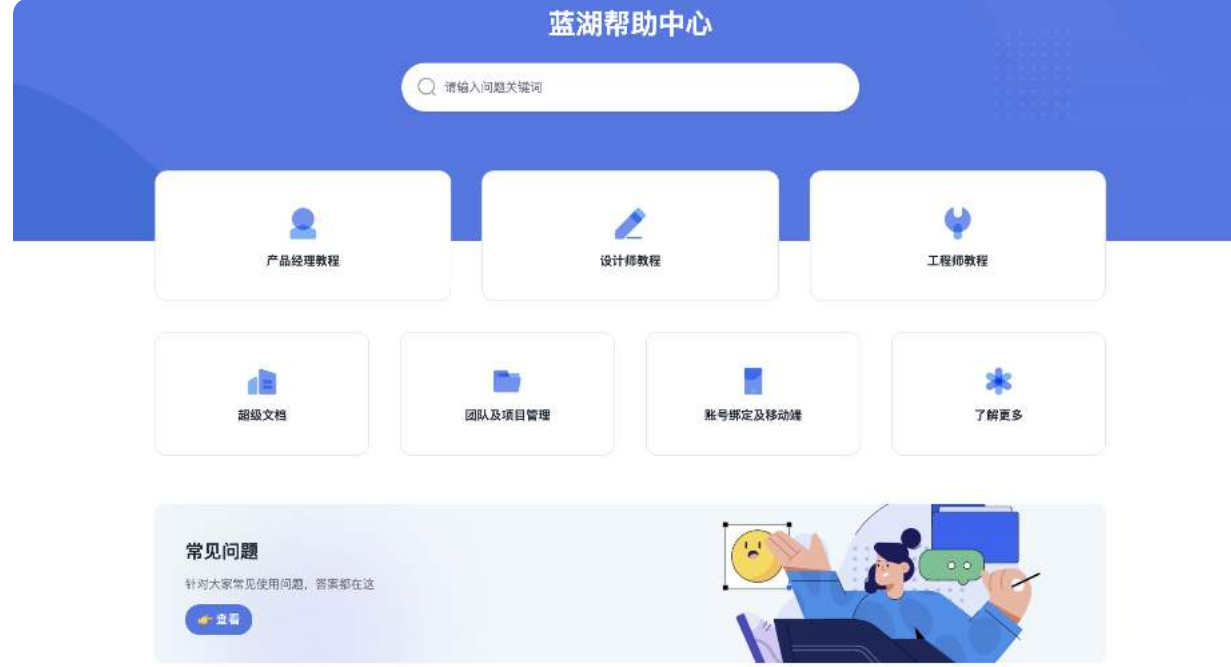 蓝湖帮助中心
请输入问题关键词
产品经理教程
设计师教程
工程师教程
超级文档
团队及项目管理
账号绑定及移动端
了解更多
常见问题
针对大家常见使用问题，答案都在这
👉 查看